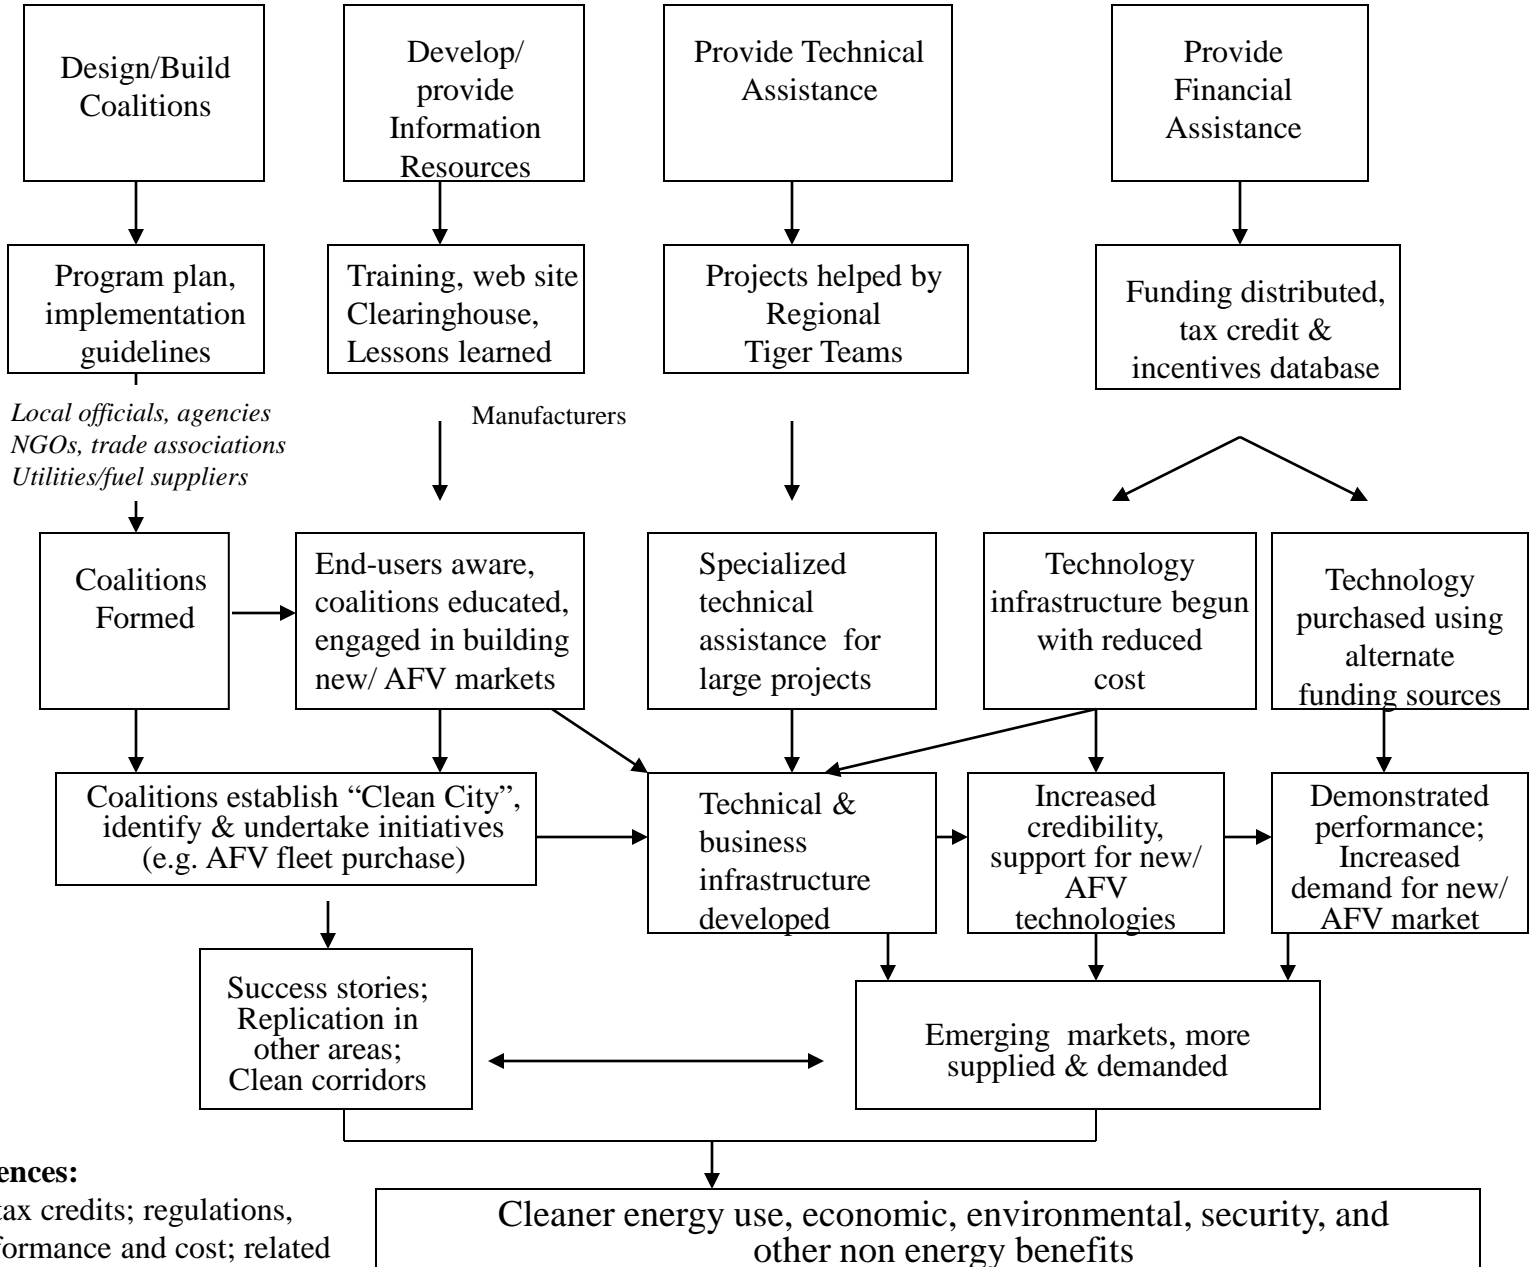 Design/Build
Coalitions
Develop/
provide
Information
Resources
Provide Technical
Assistance
Provide
Financial
Assistance
Program plan,
implementation
guidelines
Training, web site
Clearinghouse,
Lessons learned
Projects helped by
Regional
Tiger Teams
Funding distributed,
tax credit &
incentives database
Local officials, agencies
NGOs, trade associations
Utilities/fuel suppliers
Manufacturers
Coalitions
Formed
End-users aware,
coalitions educated,
engaged in building
new/ AFV markets
Specialized
technical
assistance for
large projects
Technology
infrastructure begun
with reduced
cost
Technology
purchased using
alternate
funding sources
Coalitions establish “Clean City”,
identify & undertake initiatives
(e.g. AFV fleet purchase)
Technical &
business
infrastructure
developed
Increased
credibility,
support for new/
AFV
technologies
Demonstrated
performance;
Increased
demand for new/
AFV market
Success stories;
Replication in
other areas;
Clean corridors
Emerging markets, more
supplied & demanded
ences:
tax credits; regulations,
formance and cost; related
Cleaner energy use, economic, environmental, security, and
other non energy benefits